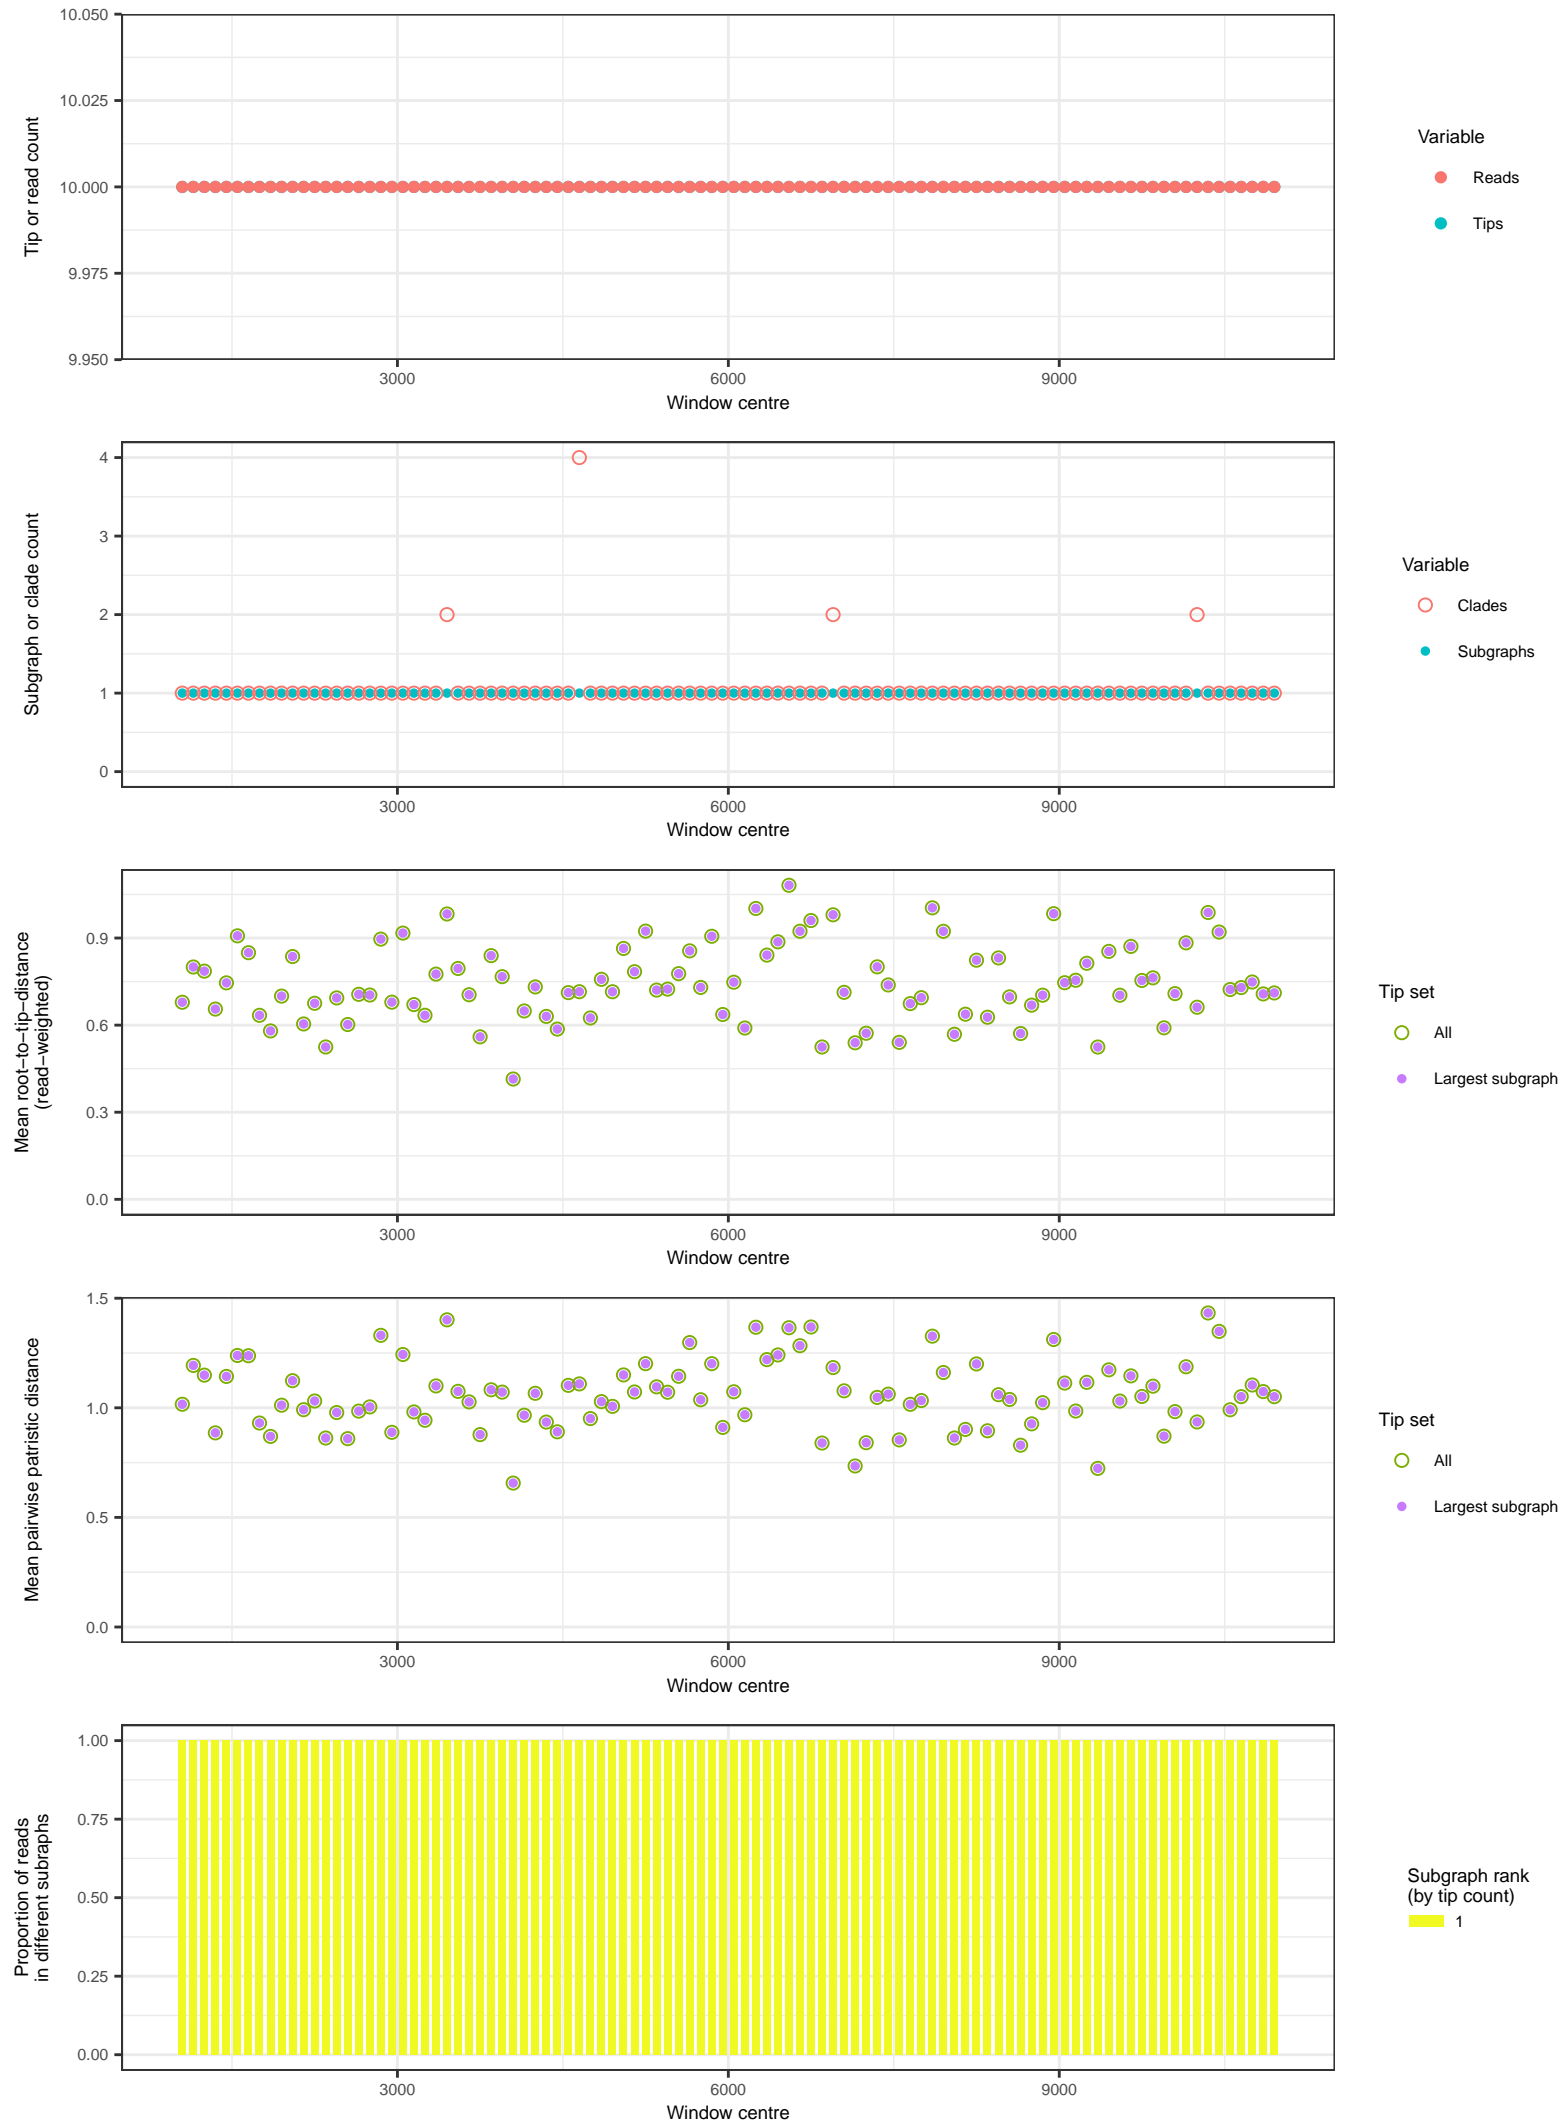 10.050
10.025
10.000
9.975
9.950
Tip or read count
3000
6000
9000
Window centre
Variable
Reads
Tips
4
3
2
1
0
Subgraph or clade count
3000
6000
9000
Window centre
Variable
Clades
Subgraphs
0.9
0.6
0.3
0.0
Mean root−to−tip−distance
(read−weighted)
3000
6000
9000
Window centre
Tip set
All
Largest subgraph
1.5
1.0
0.5
0.0
Mean pairwise patristic distance
3000
6000
9000
Window centre
Tip set
All
Largest subgraph
1.00
0.75
0.50
0.25
0.00
Proportion of reads
in different subraphs
3000
6000
9000
Window centre
Subgraph rank
(by tip count)
1